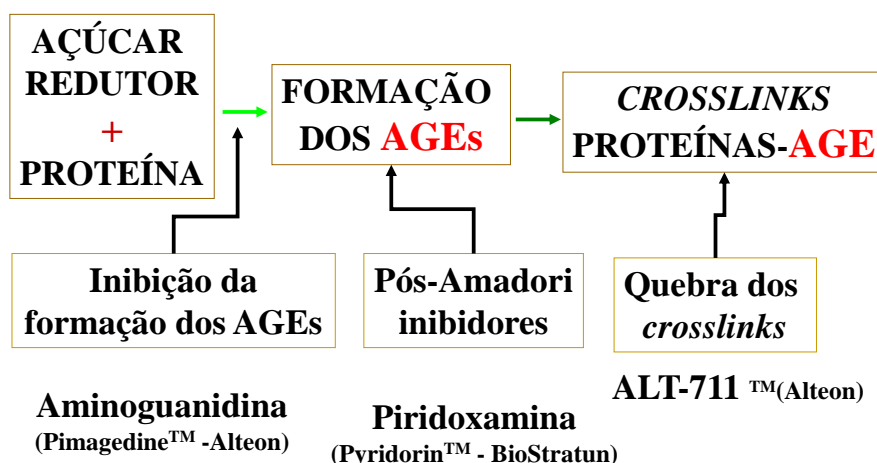 AÇÚCAR
REDUTOR
+
PROTEÍNA
FORMAÇÃO
DOS AGEs
CROSSLINKS
PROTEÍNAS-AGE
Inibição da
formação dos AGEs
Pós-Amadori
inibidores
Quebra dos
crosslinks
Aminoguanidina
(Pimagedine™ -Alteon)
Piridoxamina
(Pyridorin™ - BioStratun)
ALT-711 ™(Alteon)